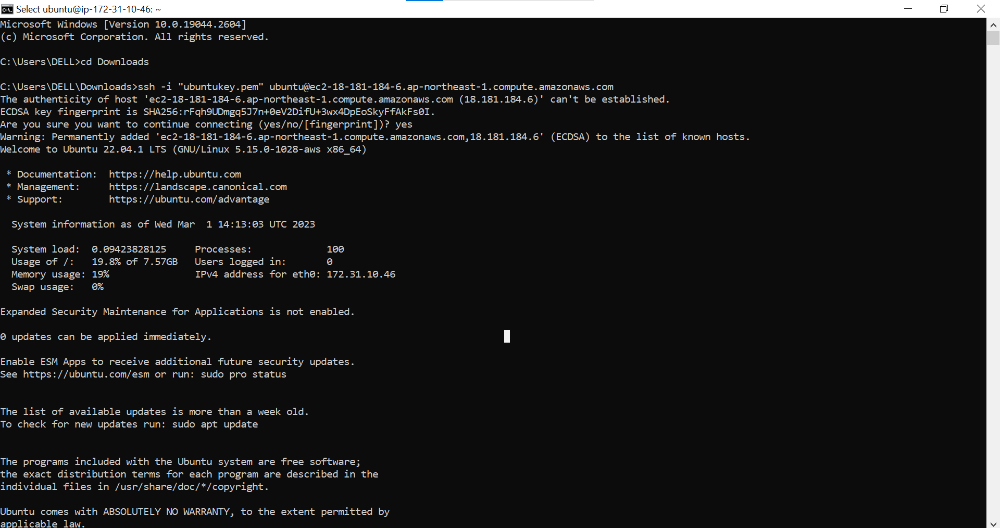 Select ubuntu@ip-172-31-10-46: ~
Microsoft Windows [Version 10.0.19044.2604]
(c) Microsoft Corporation. All rights reserved.
C:\Users\DELL>cd Downloads
C:\Users\DELL\Downloads>ssh -i "ubuntukey.pem" ubuntu@ec2-18-181-184-6.ap-northeast-1.compute.amazonaws.com
The authenticity of host 'ec2-18-181-184-6.ap-northeast-1.compute.amazonaws.com (18.181.184.6)' can't be established.
ECDSA key fingerprint is SHA256:rFqh9UDmgq5J7n+0eV2DifU+3wx4DpEoSkyFfAkFs0I.
Are you sure you want to continue connecting (yes/no/[fingerprint])? yes
Warning: Permanently added 'ec2-18-181-184-6.ap-northeast-1.compute.amazonaws.com,18.181.184.6' (ECDSA) to the list of known hosts.
Welcome to Ubuntu 22.04.1 LTS (GNU/Linux 5.15.0-1028-aws x86_64)
* Documentation:  https://help.ubuntu.com
* Management:     https://landscape.canonical.com
* Support:        https://ubuntu.com/advantage
System information as of Wed Mar  1 14:13:03 UTC 2023
System load:  0.09423828125     Processes:             100
Usage of /:   19.8% of 7.57GB   Users logged in:       0
Memory usage: 19%               IPv4 address for eth0: 172.31.10.46
Swap usage:   0%
Expanded Security Maintenance for Applications is not enabled.
0 updates can be applied immediately.
Enable ESM Apps to receive additional future security updates.
See https://ubuntu.com/esm or run: sudo pro status
The list of available updates is more than a week old.
To check for new updates run: sudo apt update
The programs included with the Ubuntu system are free software;
the exact distribution terms for each program are described in the
individual files in /usr/share/doc/*/copyright.
Ubuntu comes with ABSOLUTELY NO WARRANTY, to the extent permitted by
applicable law.